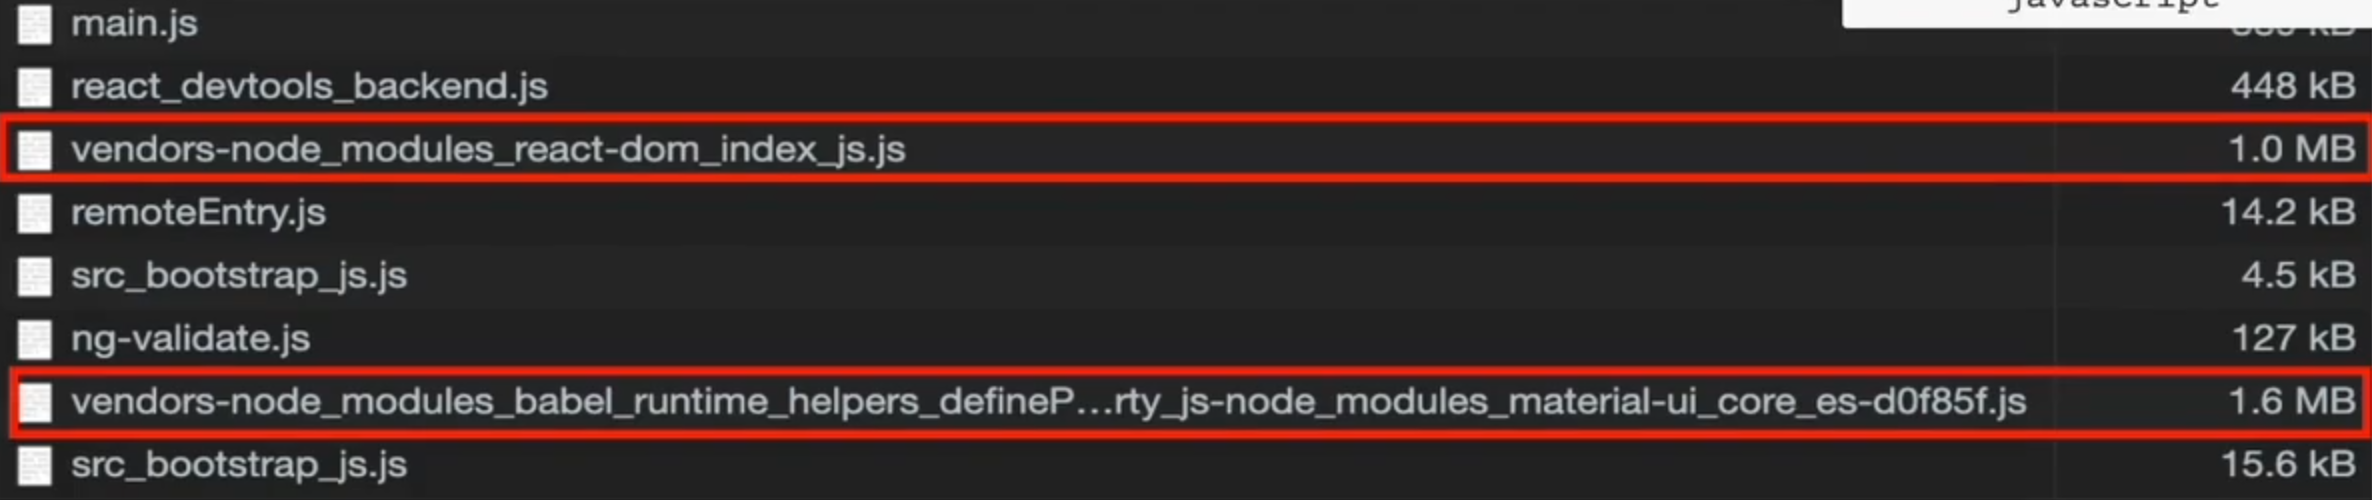 javascript
main.js
react_devtools_backend.js 448 kB
vendors-node_modules_react-dom_index_js.js 1.0 MB
remoteEntry.js 14.2 kB
src_bootstrap_js.js 4.5 kB
ng-validate.js 127 kB
vendors-node_modules_babel_runtime_helpers_defineP...rty_js-node_modules_material-ui_core_es-d0f85f.js 1.6 MB
src_bootstrap_js.js 15.6 kB